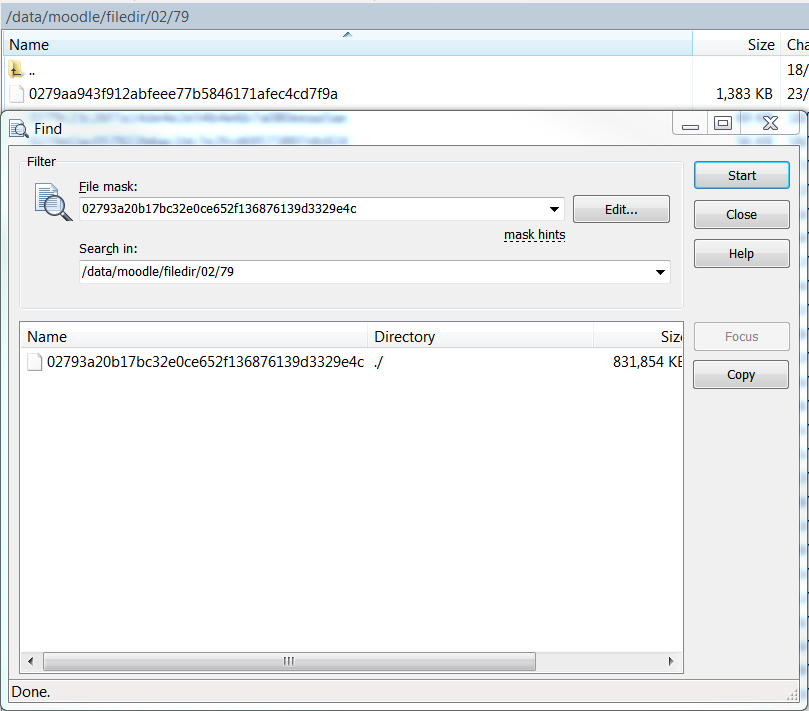 /data/moodle/filedir/02/79
Name Size Cha
.. 18/
0279aa943f912abfeee77b5846171afec4cd7f9a 1,383 KB 23/
Find
Filter
File mask:
02793a20b17bc32e0ce652f136876139d3329e4c Edit...
mask hints
Search in:
/data/moodle/filedir/02/79
Start
Close
Help
Name Directory Size
02793a20b17bc32e0ce652f136876139d3329e4c ./ 831,854 KB
Focus
Copy
Done.